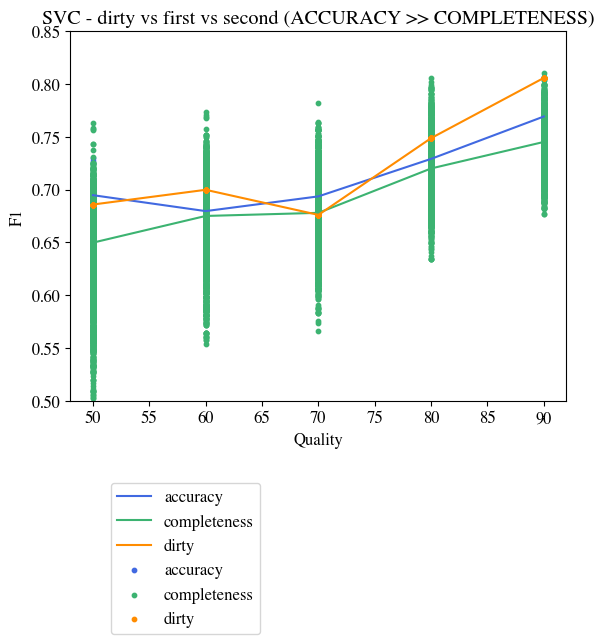 SVC - dirty vs first vs second (ACCURACY >> COMPLETENESS)
0.85
0.80
0.75
0.70
0.65
0.60
0.55
0.50
F1
50 55 60 65 70 75 80 85 90
Quality
accuracy
completeness
dirty
accuracy
completeness
dirty